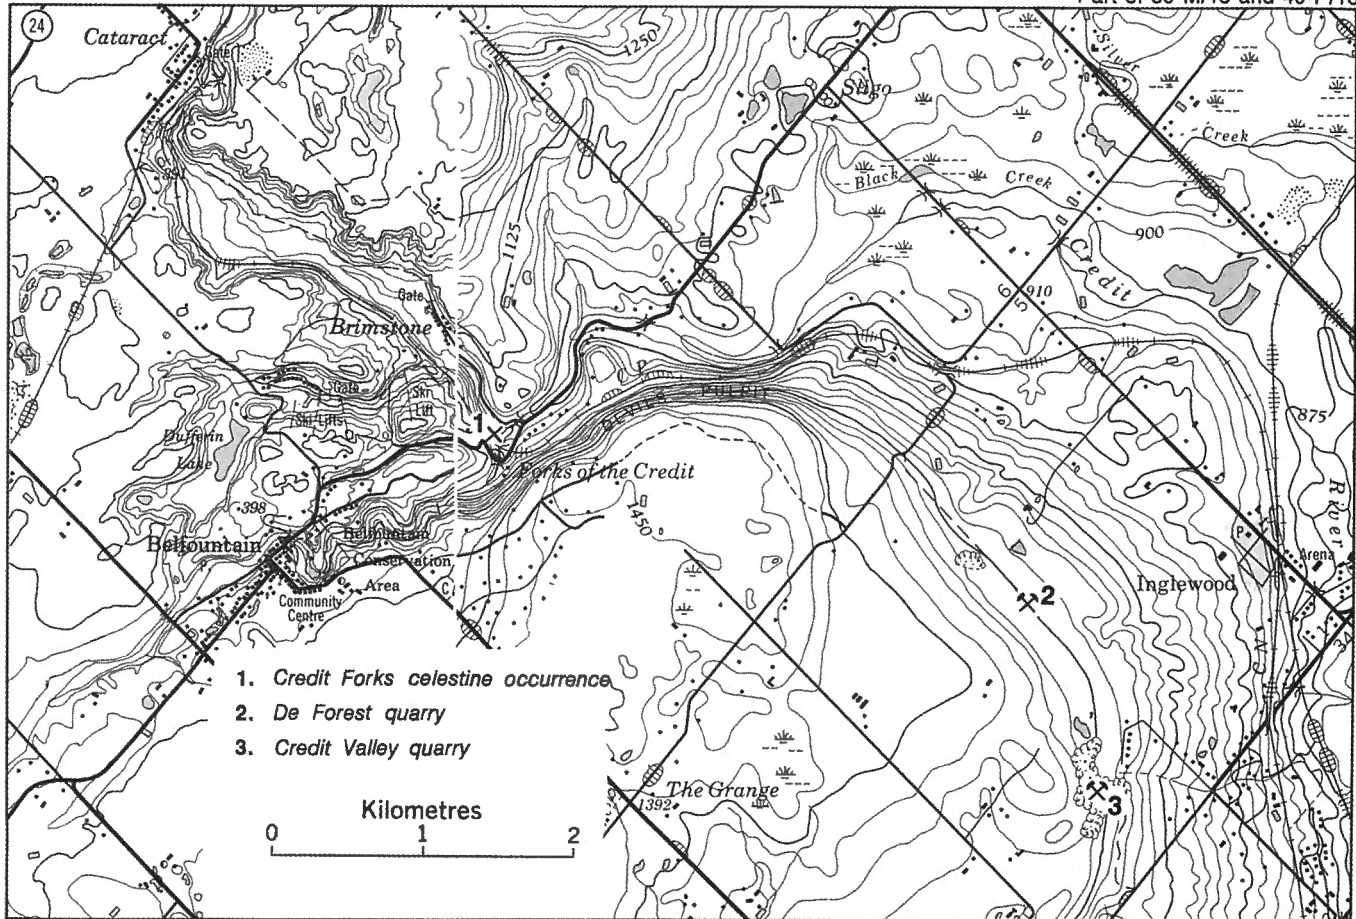 24
Cataract
Gate
1250
Sligo
Silver
Creek
Black Creek
393
1125
Credit
900
Gate
Brimstone
6
5
910
C P
DEVILS PULPIT
Gate
Ski Lifts
Ski
Lift
1
875
Dufferin
Lake
Forks of the Credit
River
398
1450
Belfountain
Belfountain
Conservation
Area
Community
Centre
C
P
Arena
Inglewood
2
1. Credit Forks celestine occurrence
2. De Forest quarry
3. Credit Valley quarry
Kilometres
0 1 2
The Grange
1392
3